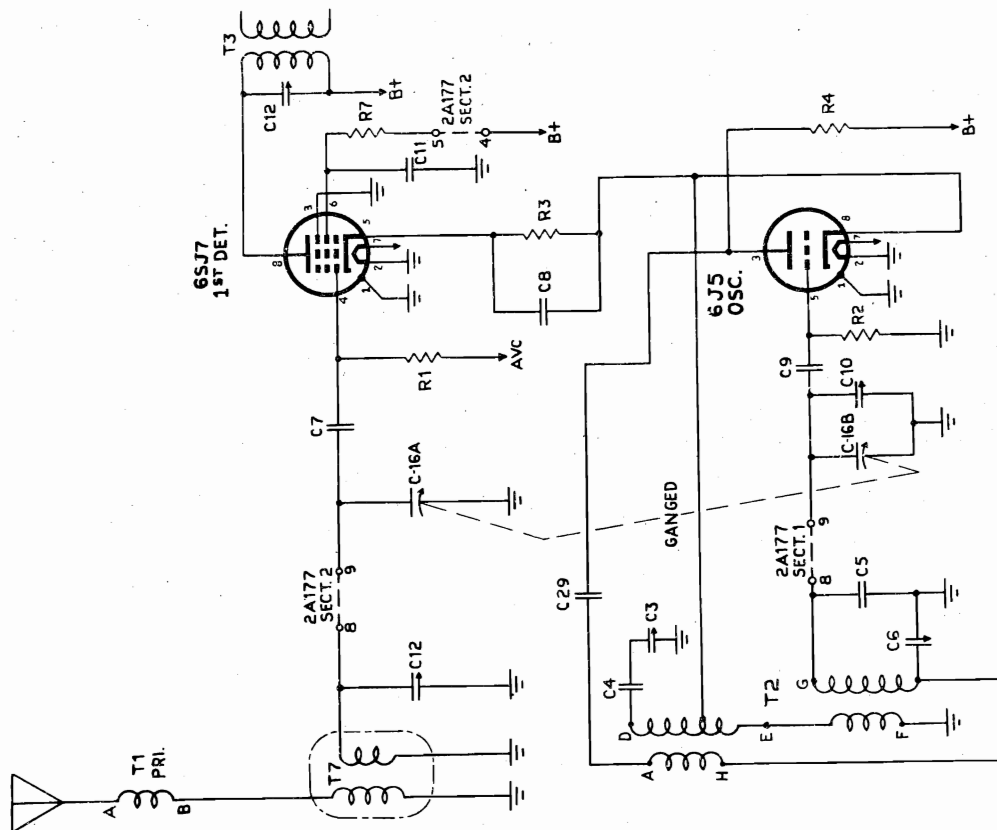 T3
C12
B+
R7
2A177
SECT.2
5
4
B+
C11
6SJ7
1ST DET.
8
3
6
5
7
2
1
4
R3
C8
R1
AVC
C7
C-16A
2A177
SECT. 2
8
9
C12
T1
PRI.
A
B
T7
R4
B+
6J5
OSC.
3
5
8
7
2
1
R2
C9
C10
C-16B
GANGED
2A177
SECT. 1
8
9
C5
C6
C29
C3
C4
D
G
T2
E
F
A
H